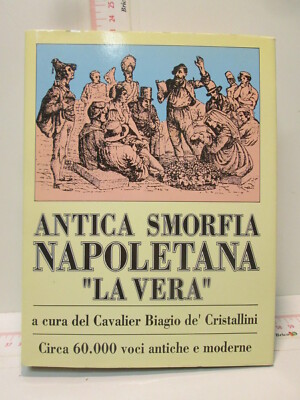 ANTICA SMORFIA
NAPOLETANA
"LA VERA"
a cura del Cavalier Biagio de' Cristallini
Circa 60.000 voci antiche e moderne